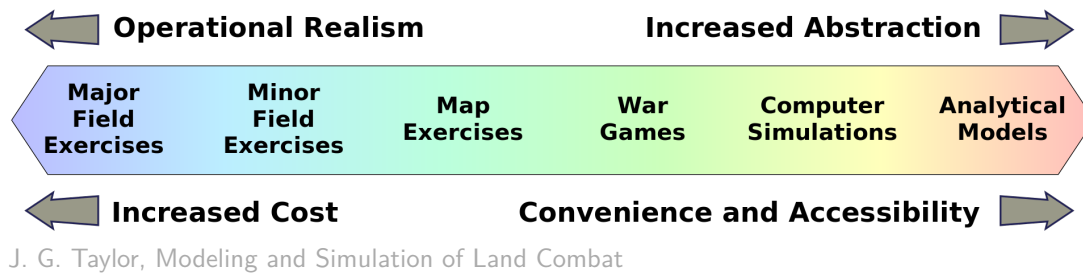 Operational Realism
Increased Abstraction
Major
Field
Exercises
Minor
Field
Exercises
Map
Exercises
War
Games
Computer
Simulations
Analytical
Models
Increased Cost
Convenience and Accessibility
J. G. Taylor, Modeling and Simulation of Land Combat